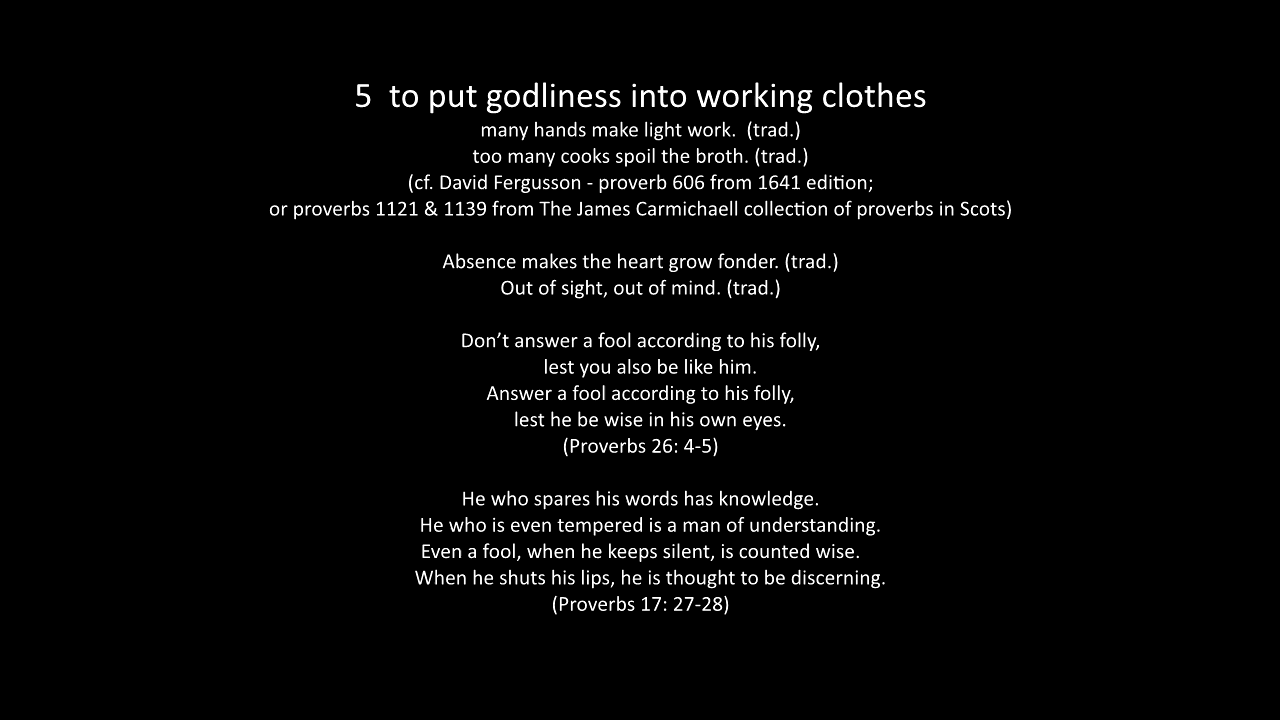 5  to put godliness into working clothes
many hands make light work.  (trad.)
too many cooks spoil the broth. (trad.)
(cf. David Fergusson - proverb 606 from 1641 edition;
or proverbs 1121 & 1139 from The James Carmichaell collection of proverbs in Scots)
Absence makes the heart grow fonder. (trad.)
Out of sight, out of mind. (trad.)
Don’t answer a fool according to his folly,
lest you also be like him.
Answer a fool according to his folly,
lest he be wise in his own eyes.
(Proverbs 26: 4-5)
He who spares his words has knowledge.
He who is even tempered is a man of understanding.
Even a fool, when he keeps silent, is counted wise.
When he shuts his lips, he is thought to be discerning.
(Proverbs 17: 27-28)